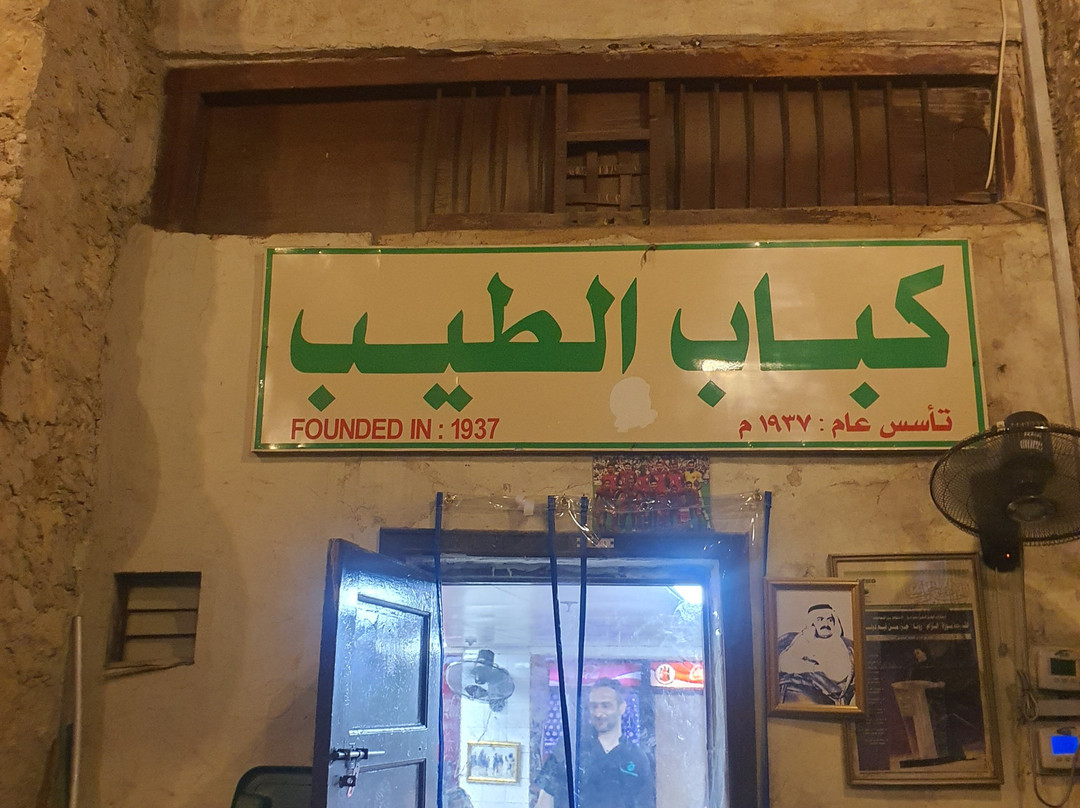 كباب الطيب
تأسس عام : ١٩٣٧ م
FOUNDED IN : 1937